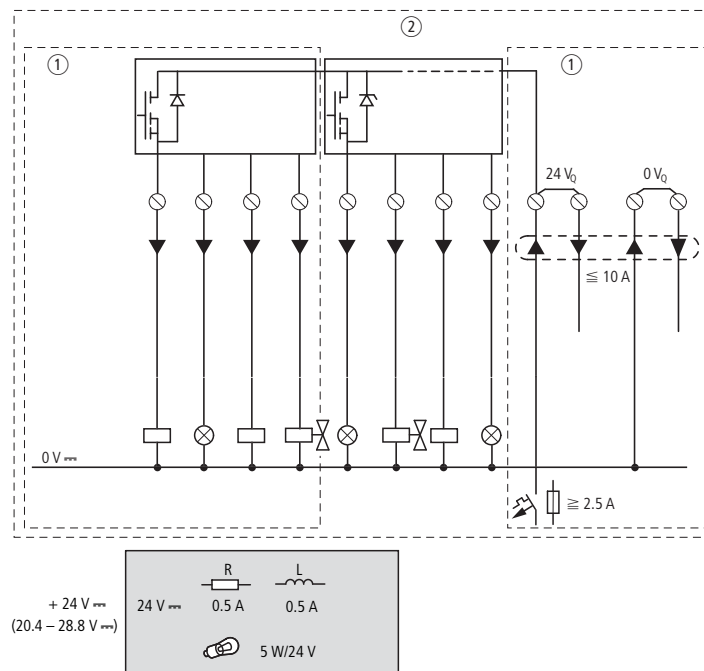 ②
① ①
24 VQ 0 VQ
≦ 10 A
0 V ⎓
≧ 2.5 A
R L
+ 24 V ⎓ 24 V ⎓ 0.5 A 0.5 A
(20.4 – 28.8 V ⎓)
5 W/24 V